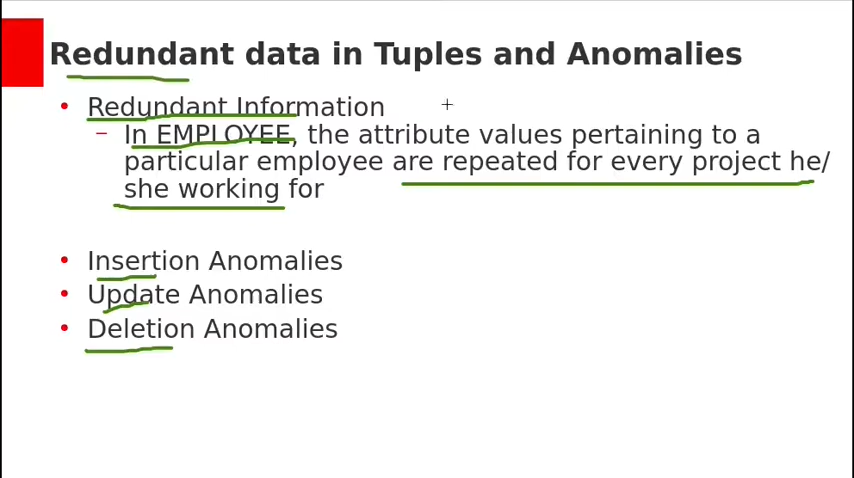 Redundant data in Tuples and Anomalies
• Redundant Information
– In EMPLOYEE, the attribute values pertaining to a
particular employee are repeated for every project he/
she working for
• Insertion Anomalies
• Update Anomalies
• Deletion Anomalies